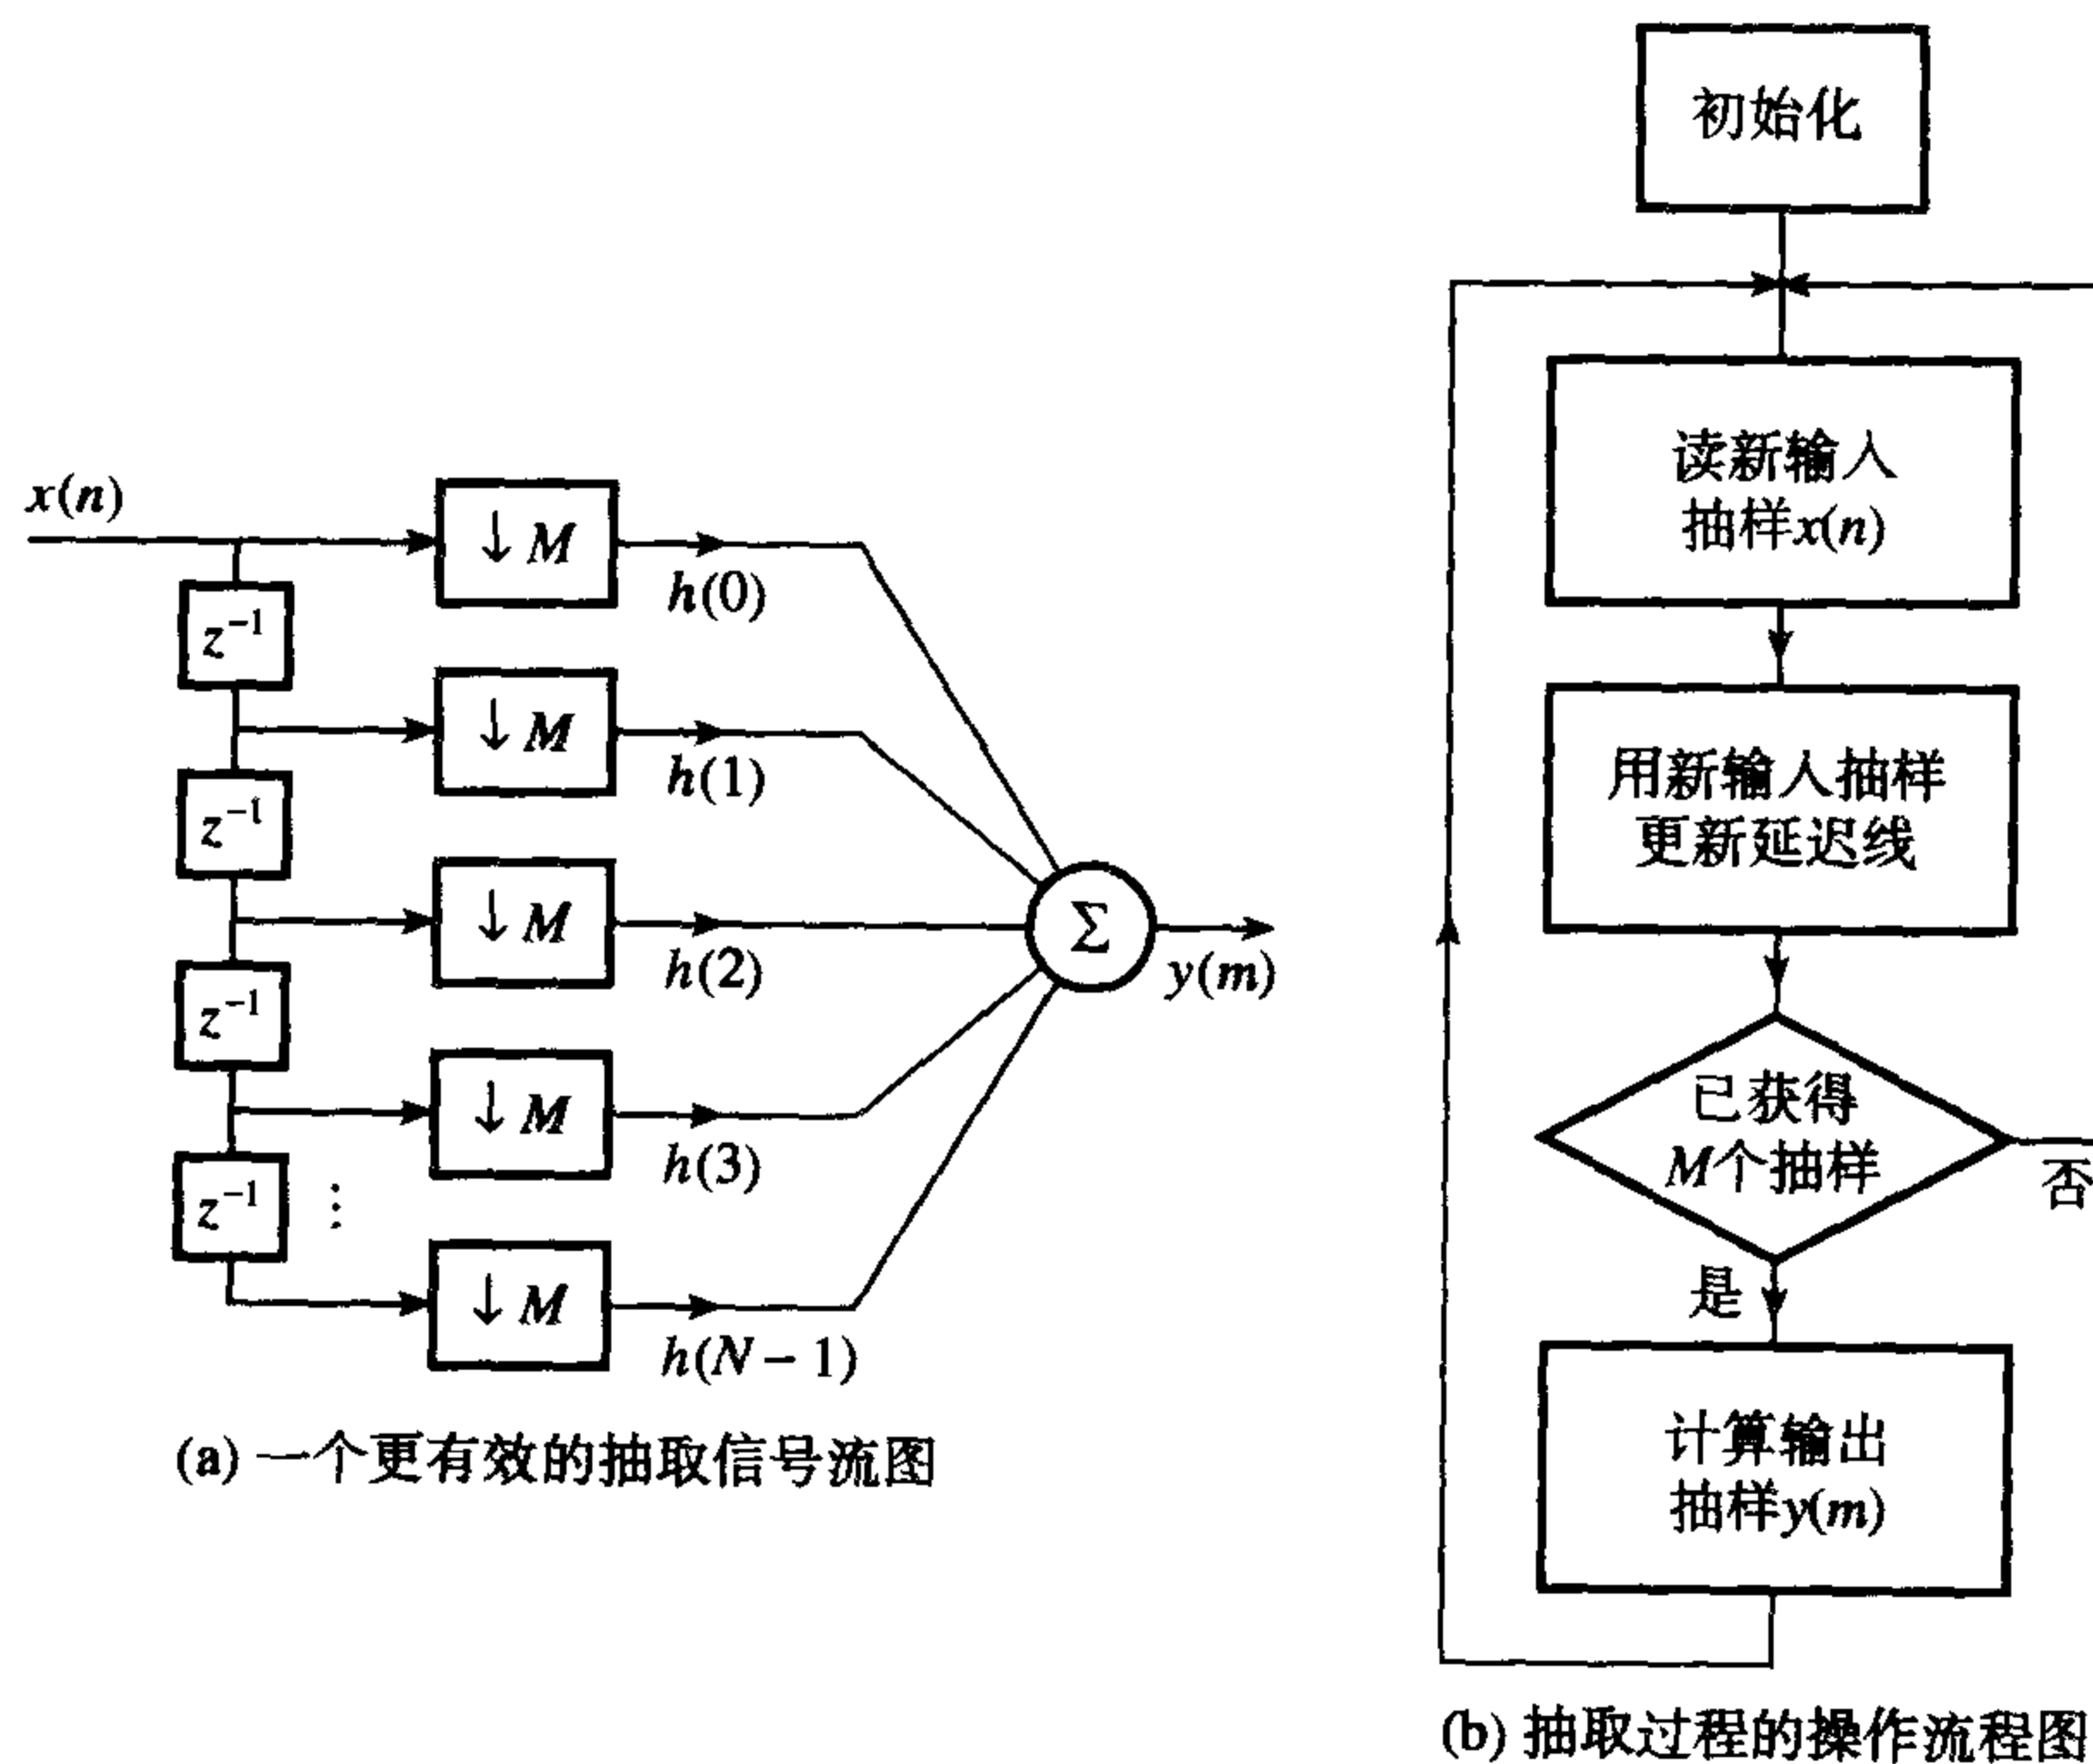 x(n)
↓ M
h(0)
z⁻¹
↓ M
h(1)
z⁻¹
↓ M
h(2)
z⁻¹
↓ M
h(3)
z⁻¹
⋮
↓ M
h(N − 1)
Σ
y(m)
(a) 一个更有效的抽取信号流图
初始化
读新输入
抽样x(n)
用新输入抽样
更新延迟线
已获得
M个抽样
否
是
计算输出
抽样y(m)
(b) 抽取过程的操作流程图